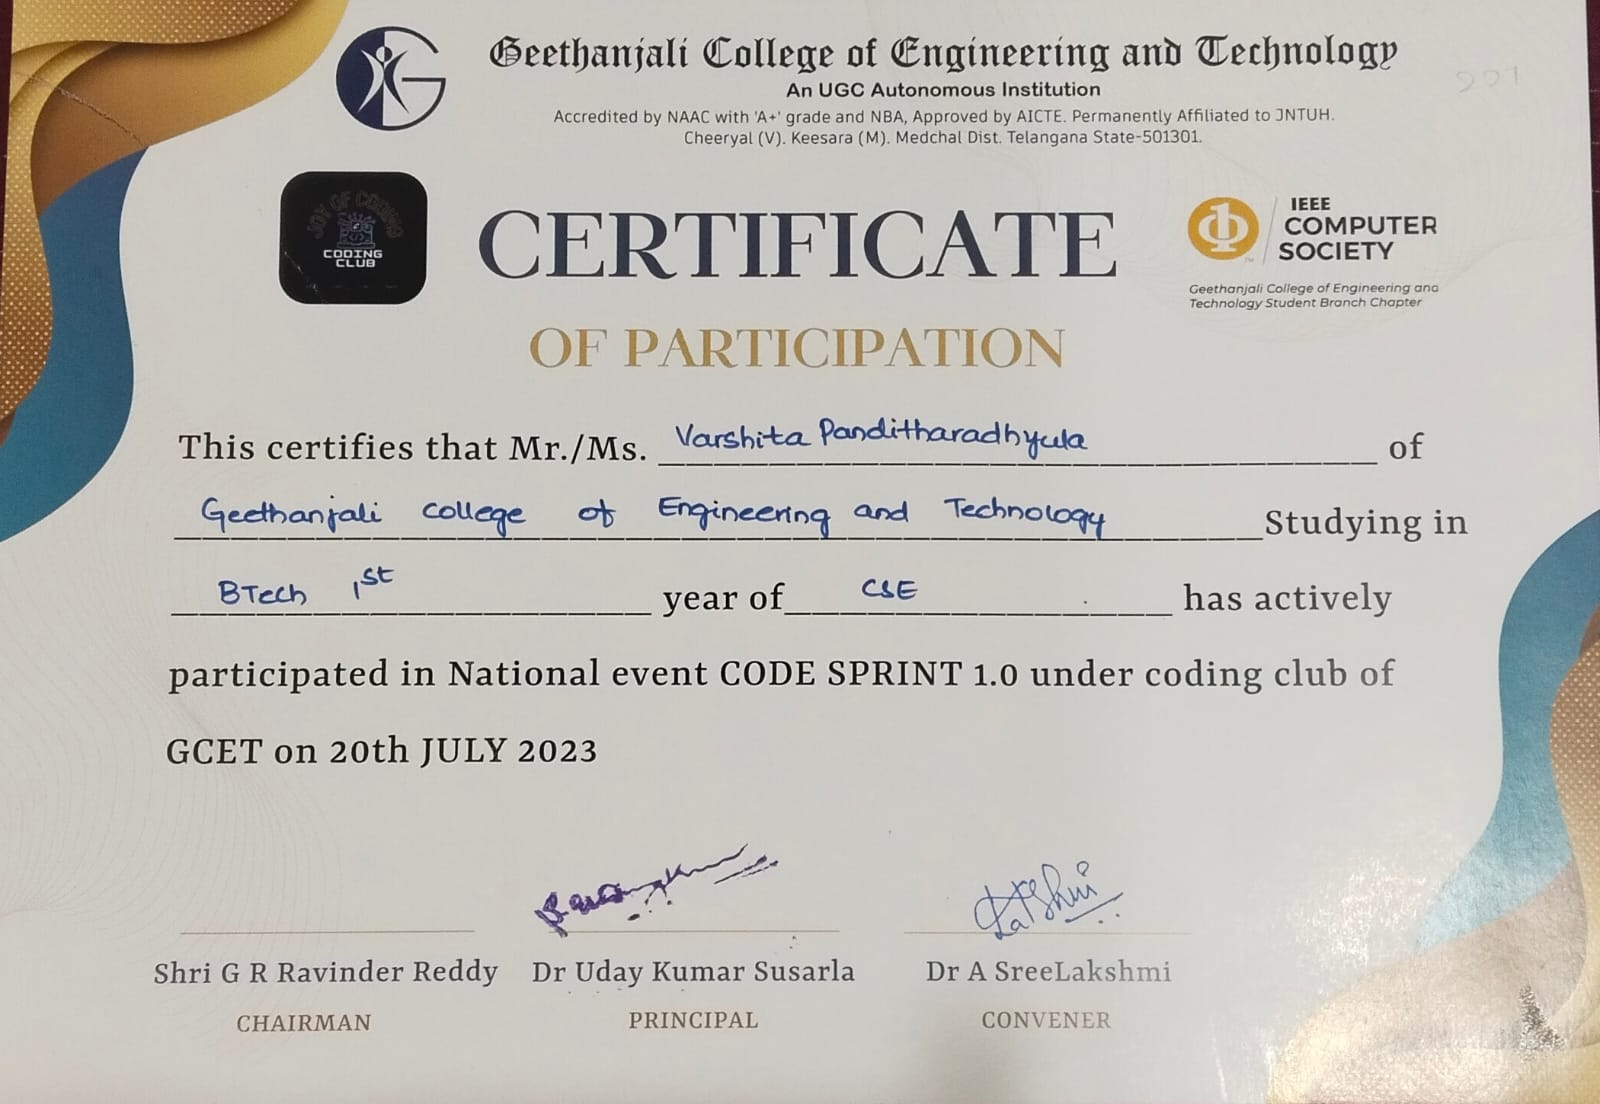 Geethanjali College of Engineering and Technology
An UGC Autonomous Institution
Accredited by NAAC with 'A+' grade and NBA, Approved by AICTE. Permanently Affiliated to JNTUH.
Cheeryal (V). Keesara (M). Medchal Dist. Telangana State-501301.
JOY OF CODING
CODING
CLUB
CERTIFICATE
OF PARTICIPATION
IEEE
COMPUTER
SOCIETY
Geethanjali College of Engineering and
Technology Student Branch Chapter
This certifies that Mr./Ms. Varshita Panditharadhyula of
Geethanjali college of Engineering and Technology Studying in
BTech 1st year of CSE has actively
participated in National event CODE SPRINT 1.0 under coding club of
GCET on 20th JULY 2023
Shri G R Ravinder Reddy
CHAIRMAN
Dr Uday Kumar Susarla
PRINCIPAL
Dr A SreeLakshmi
CONVENER